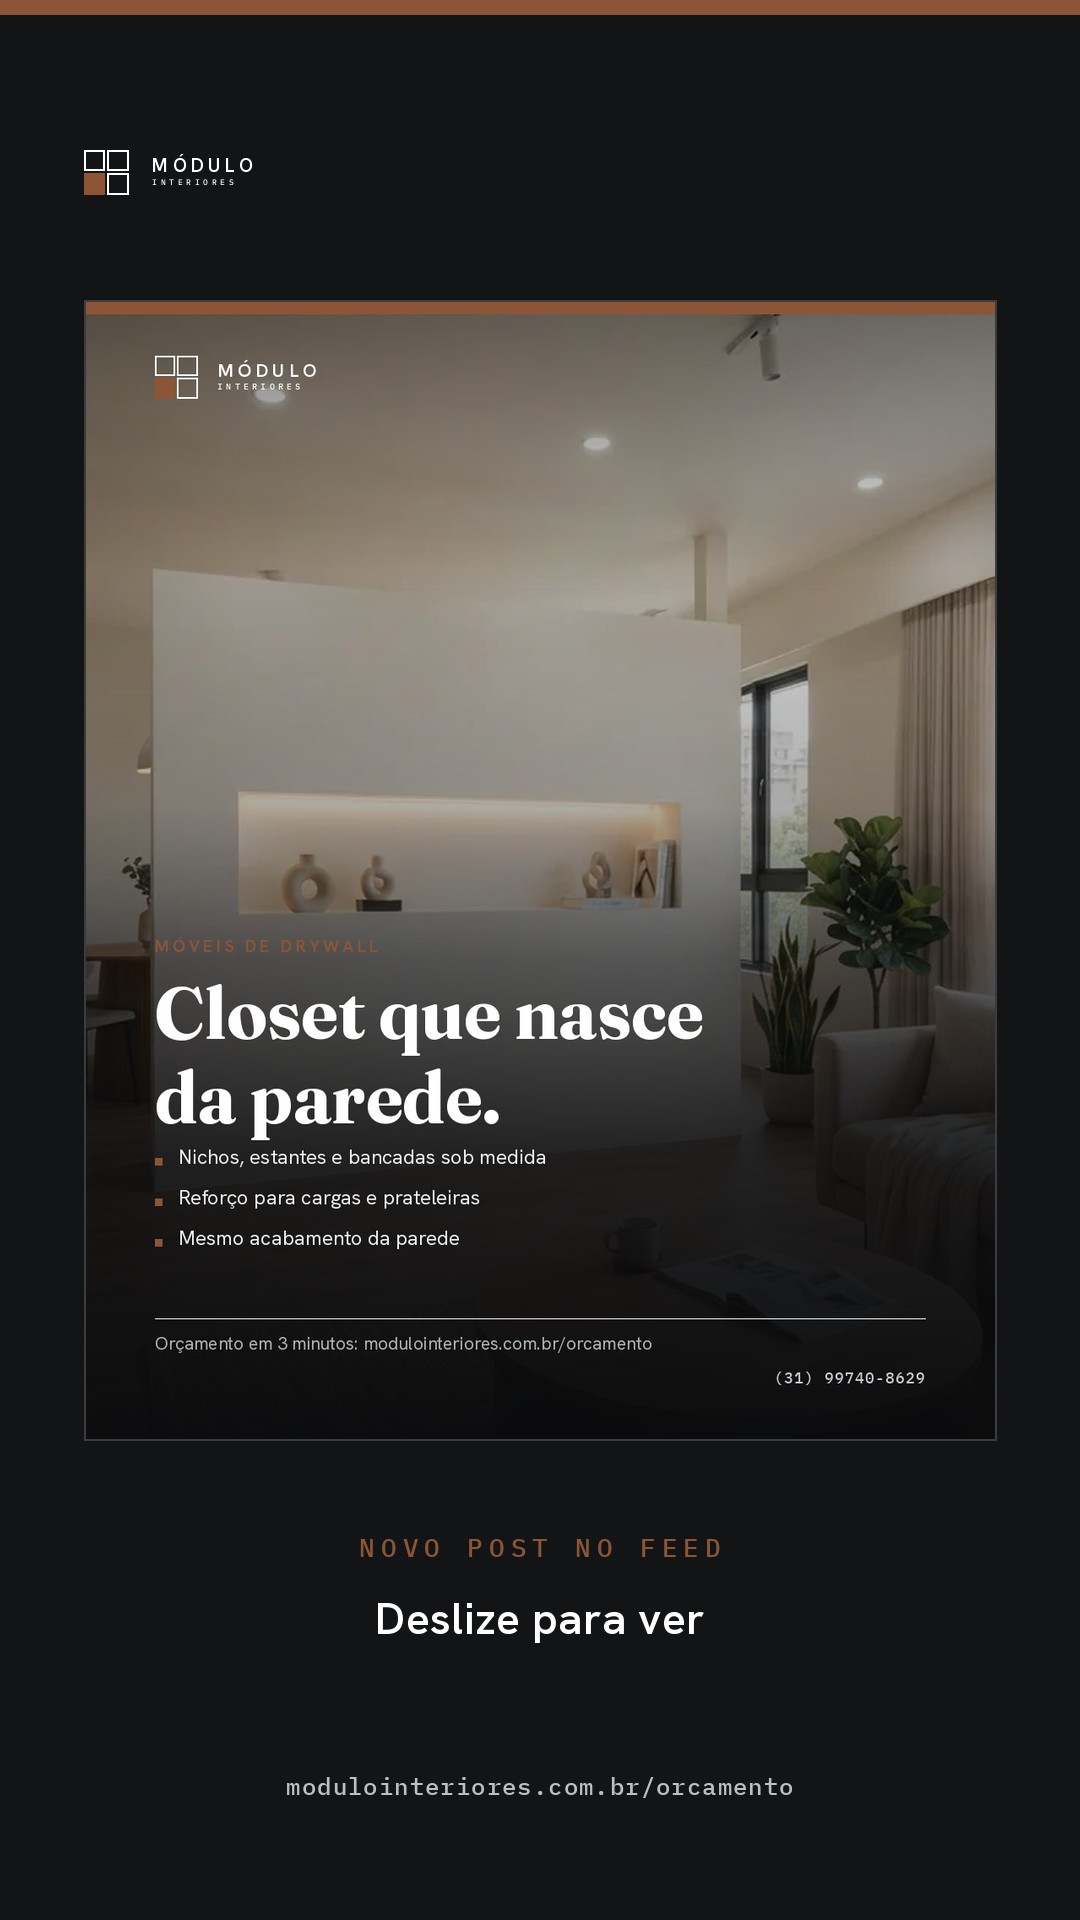 MÓDULO
INTERIORES
MÓDULO
INTERIORES
MÓVEIS DE DRYWALL
Closet que nasce
da parede.
Nichos, estantes e bancadas sob medida
Reforço para cargas e prateleiras
Mesmo acabamento da parede
Orçamento em 3 minutos: modulointeriores.com.br/orcamento
(31) 99740-8629
NOVO POST NO FEED
Deslize para ver
modulointeriores.com.br/orcamento